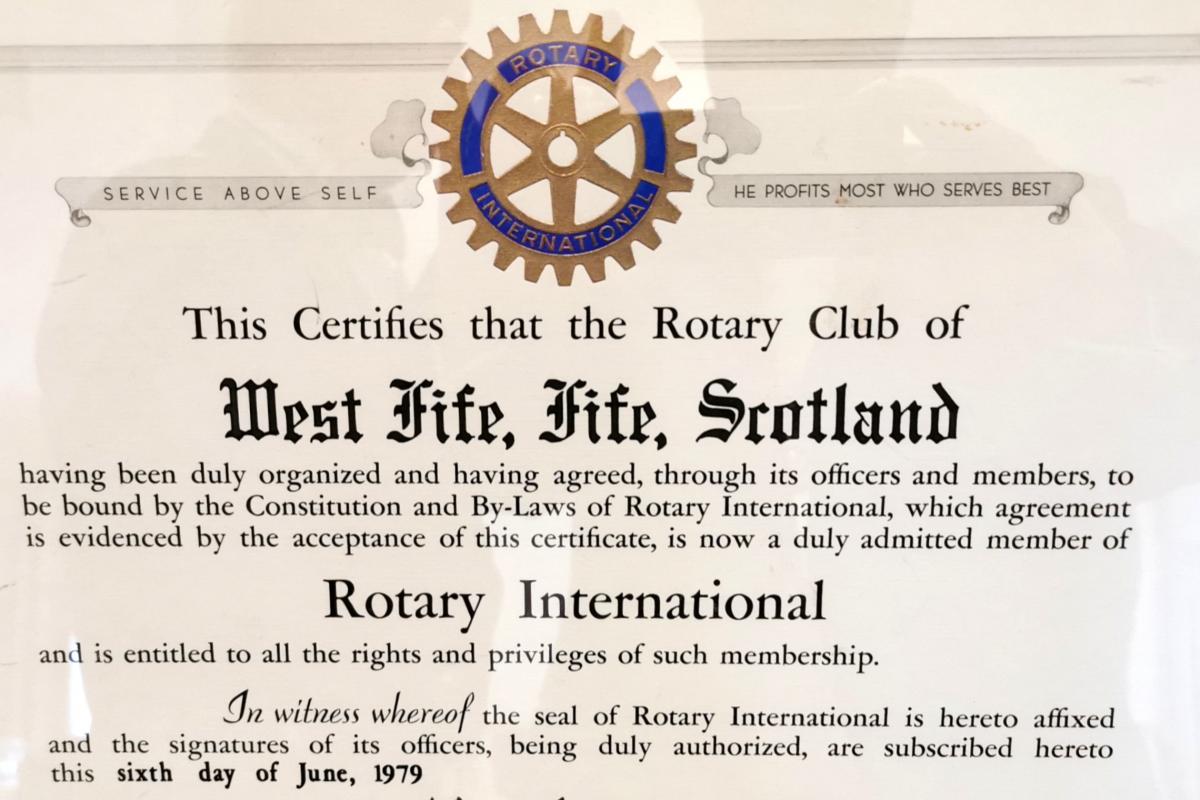 ROTARY
INTERNATIONAL
SERVICE ABOVE SELF
HE PROFITS MOST WHO SERVES BEST
This Certifies that the Rotary Club of
West Fife, Fife, Scotland
having been duly organized and having agreed, through its officers and members, to
be bound by the Constitution and By-Laws of Rotary International, which agreement
is evidenced by the acceptance of this certificate, is now a duly admitted member of
Rotary International
and is entitled to all the rights and privileges of such membership.
In witness whereof the seal of Rotary International is hereto affixed
and the signatures of its officers, being duly authorized, are subscribed hereto
this sixth day of June, 1979